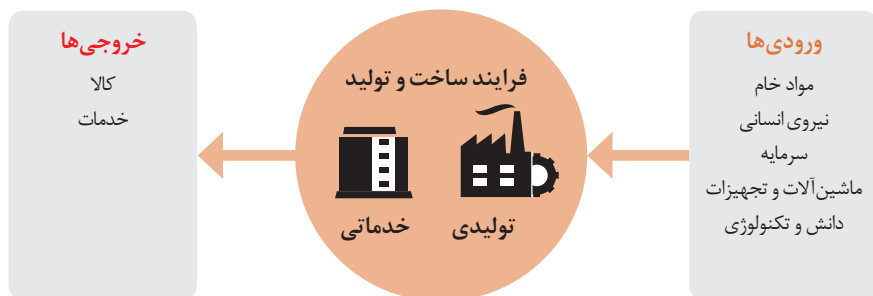 ورودی‌ها
مواد خام
نیروی انسانی
سرمایه
ماشین‌آلات و تجهیزات
دانش و تکنولوژی
فرایند ساخت و تولید
تولیدی
خدماتی
خروجی‌ها
کالا
خدمات